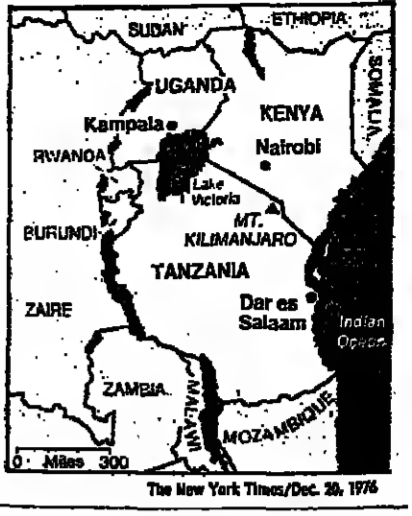 SUDAN
ETHIOPIA
UGANDA
SOMALIA
KENYA
Kampala
Nairobi
RWANDA
Lake
Victoria
MT.
KILIMANJARO
BURUNDI
TANZANIA
ZAIRE
Dar es
Salaam
Indian
Ocean
ZAMBIA
MALAWI
MOZAMBIQUE
0 Miles 300
The New York Times/Dec. 20, 1976